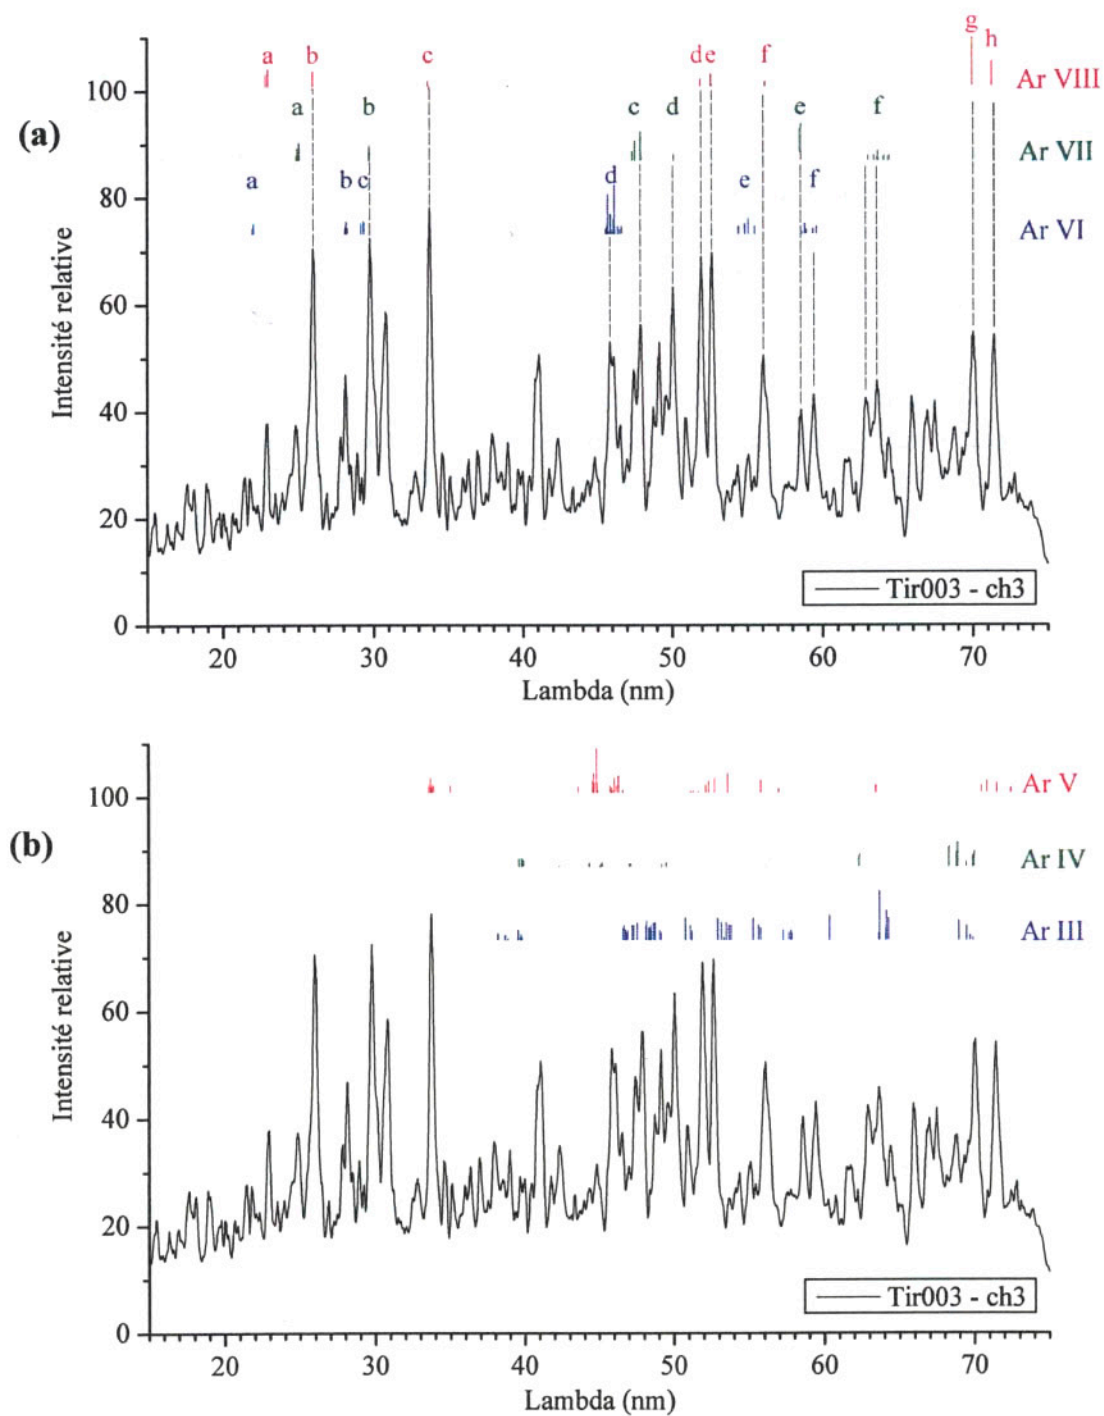 (a)
Intensité relative
100
80
60
40
20
0
a b c d e f g h Ar VIII
a b c d e f Ar VII
a b c d e f Ar VI
Tir003 - ch3
20 30 40 50 60 70
Lambda (nm)
(b)
Intensité relative
100
80
60
40
20
0
Ar V
Ar IV
Ar III
Tir003 - ch3
20 30 40 50 60 70
Lambda (nm)